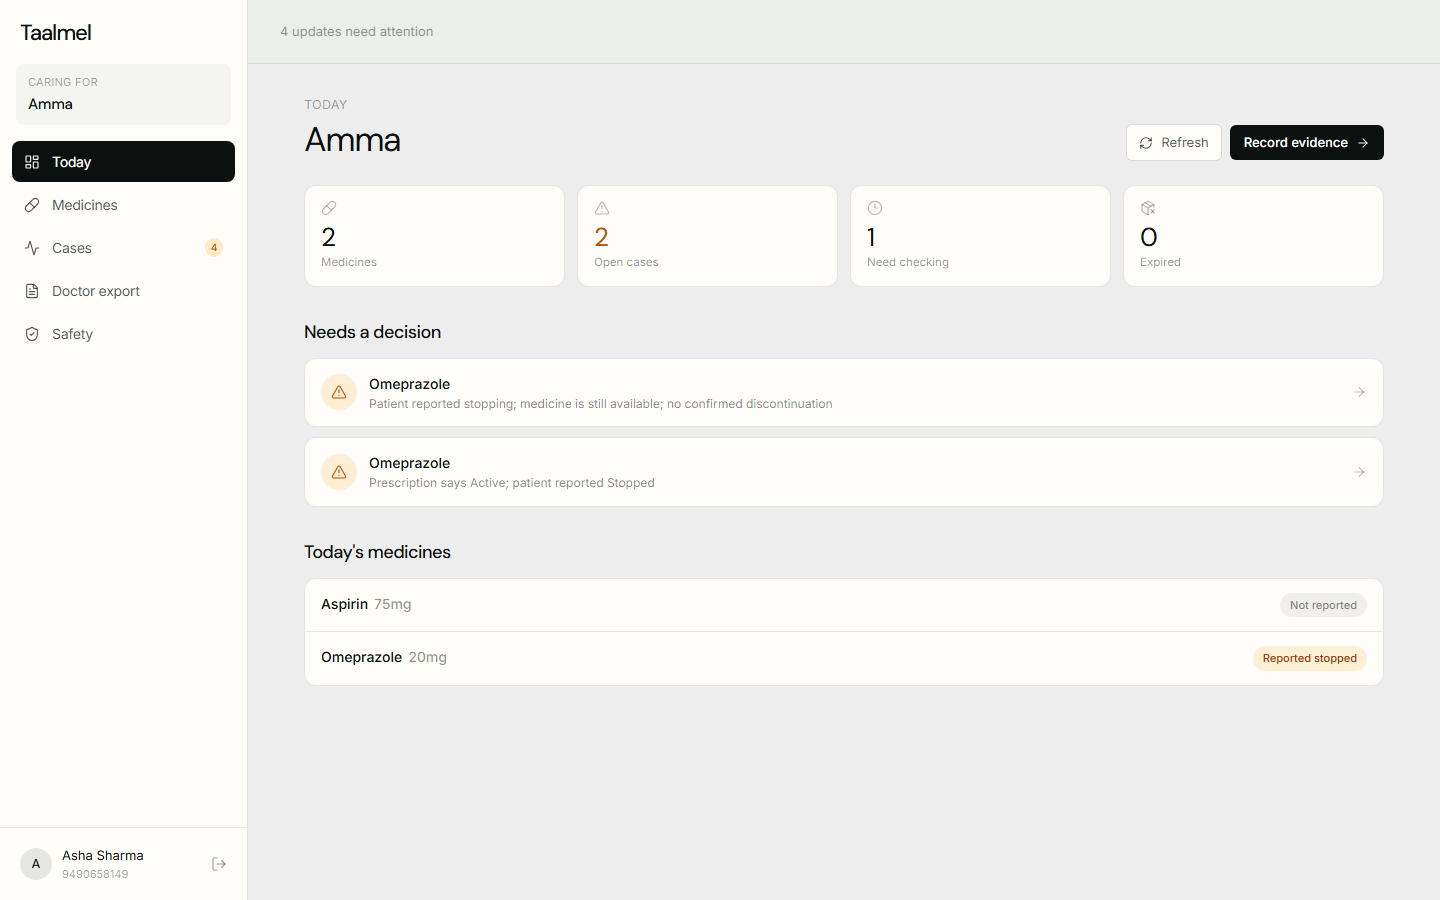 Taalmel
CARING FOR
Amma
Today
Medicines
Cases 4
Doctor export
Safety
Asha Sharma
A
9490658149
4 updates need attention
TODAY
Amma
Refresh
Record evidence
2
Medicines
2
Open cases
1
Need checking
0
Expired
Needs a decision
Omeprazole
Patient reported stopping; medicine is still available; no confirmed discontinuation
Omeprazole
Prescription says Active; patient reported Stopped
Today's medicines
Aspirin 75mg Not reported
Omeprazole 20mg Reported stopped